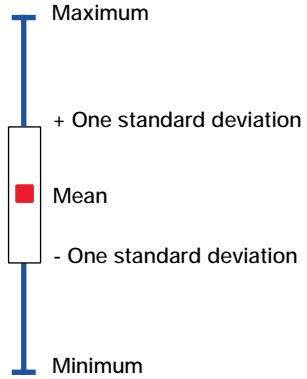 Maximum
+ One standard deviation
Mean
- One standard deviation
Minimum